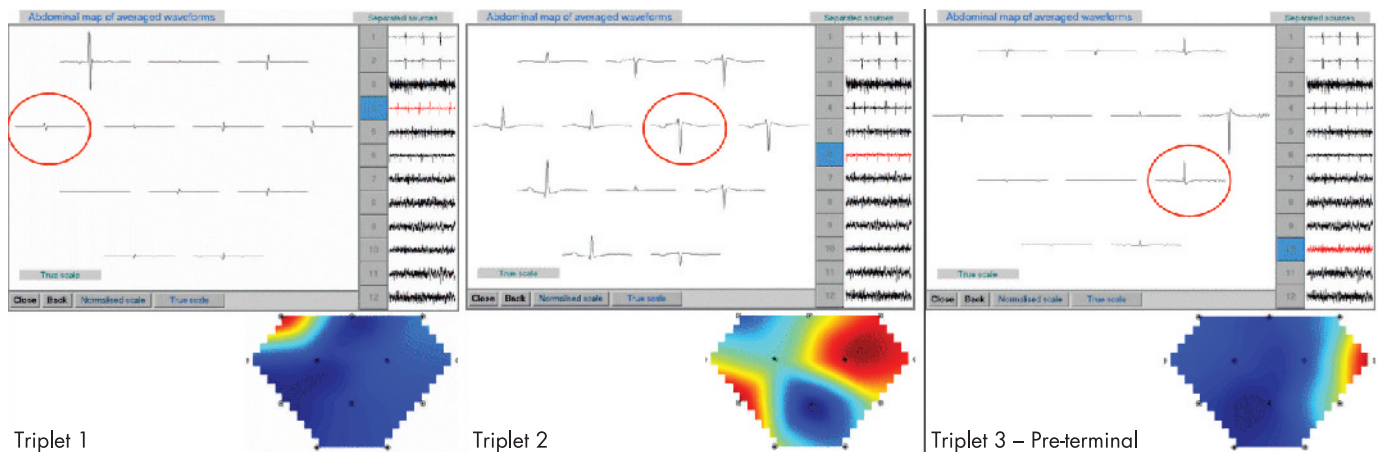 Abdominal map of averaged waveforms
Separated sources
1
2
3
5
6
7
8
9
10
11
12
True scale
Close Back Normalised scale True scale
Triplet 1
Abdominal map of averaged waveforms
Separated sources
1
2
3
4
5
7
8
9
10
11
12
True scale
Close Back Normalised scale True scale
Triplet 2
Abdominal map of averaged waveforms
Separated sources
1
2
3
4
5
6
7
8
9
11
12
True scale
Close Back Normalised scale True scale
Triplet 3 – Pre-terminal